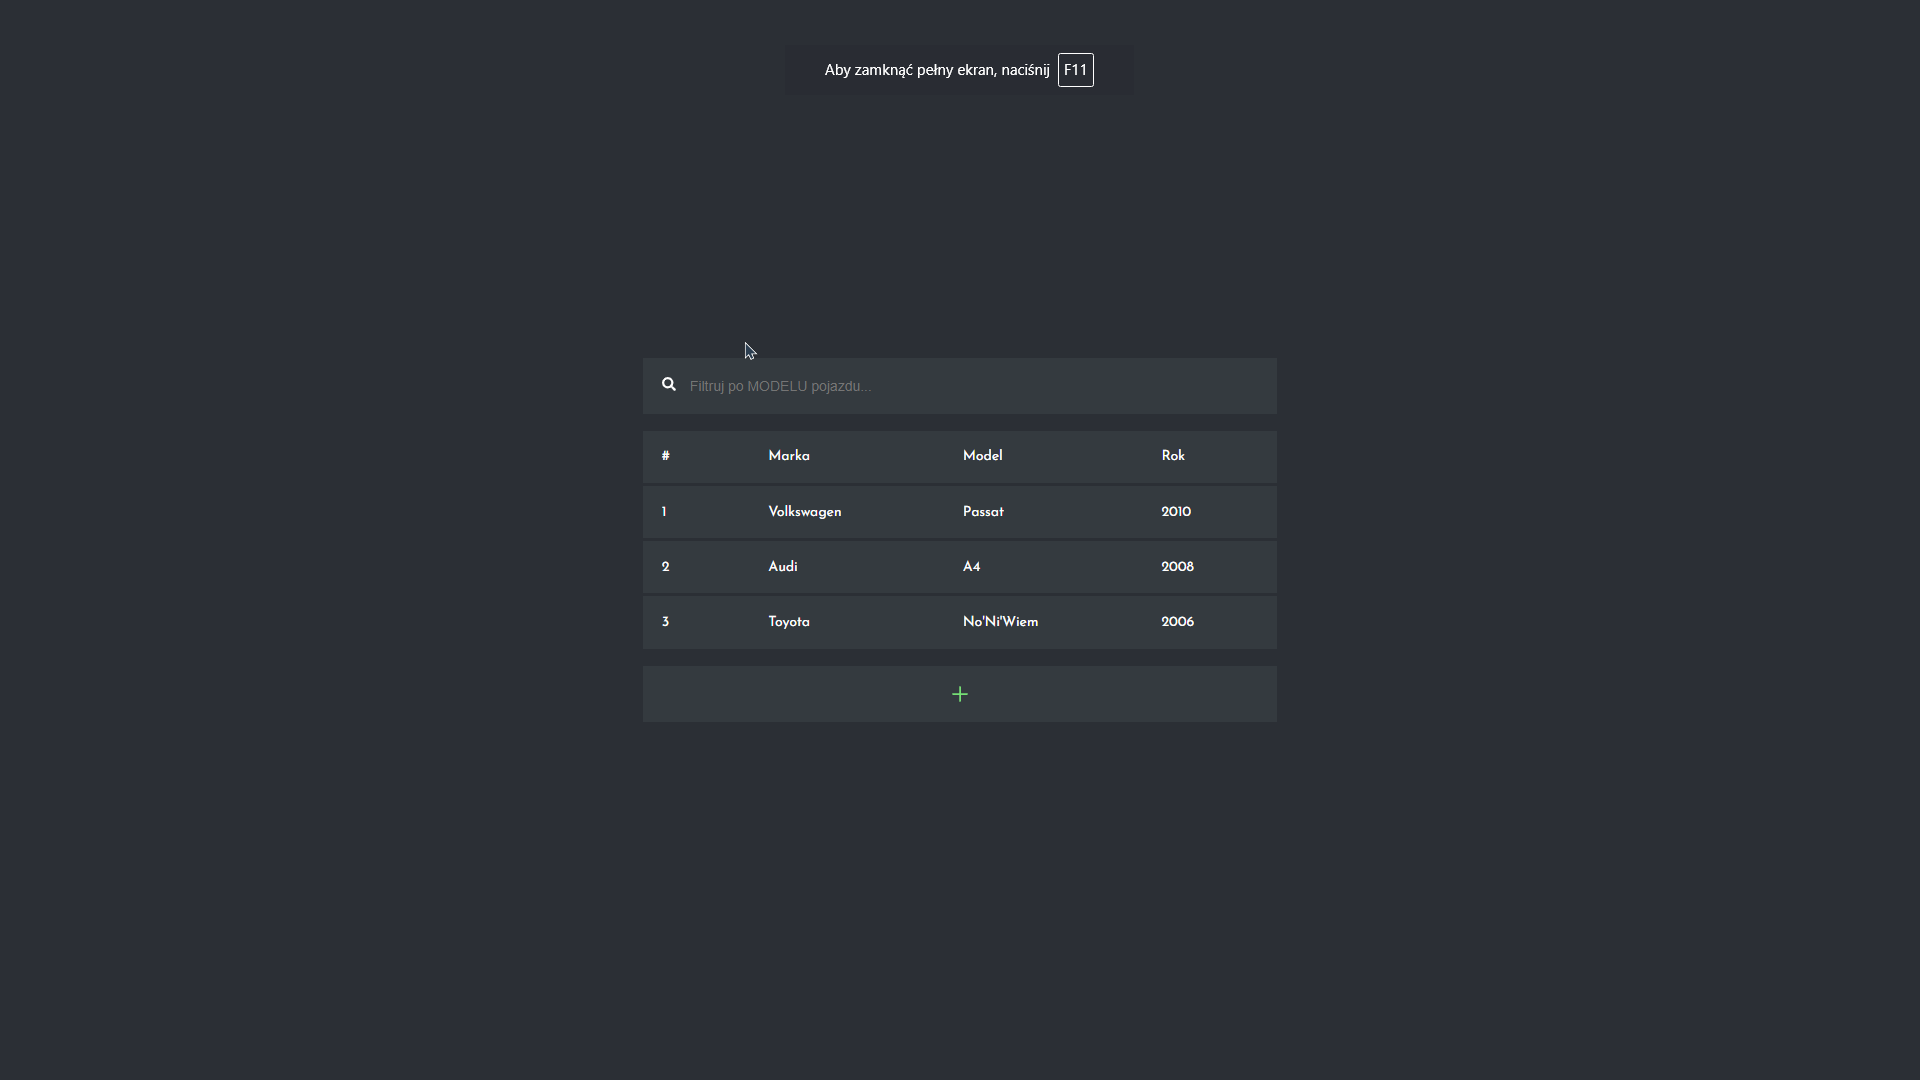 Aby zamknąć pełny ekran, naciśnij F11
Filtruj po MODELU pojazdu...
# Marka Model Rok
1 Volkswagen Passat 2010
2 Audi A4 2008
3 Toyota No'Ni'Wiem 2006
+